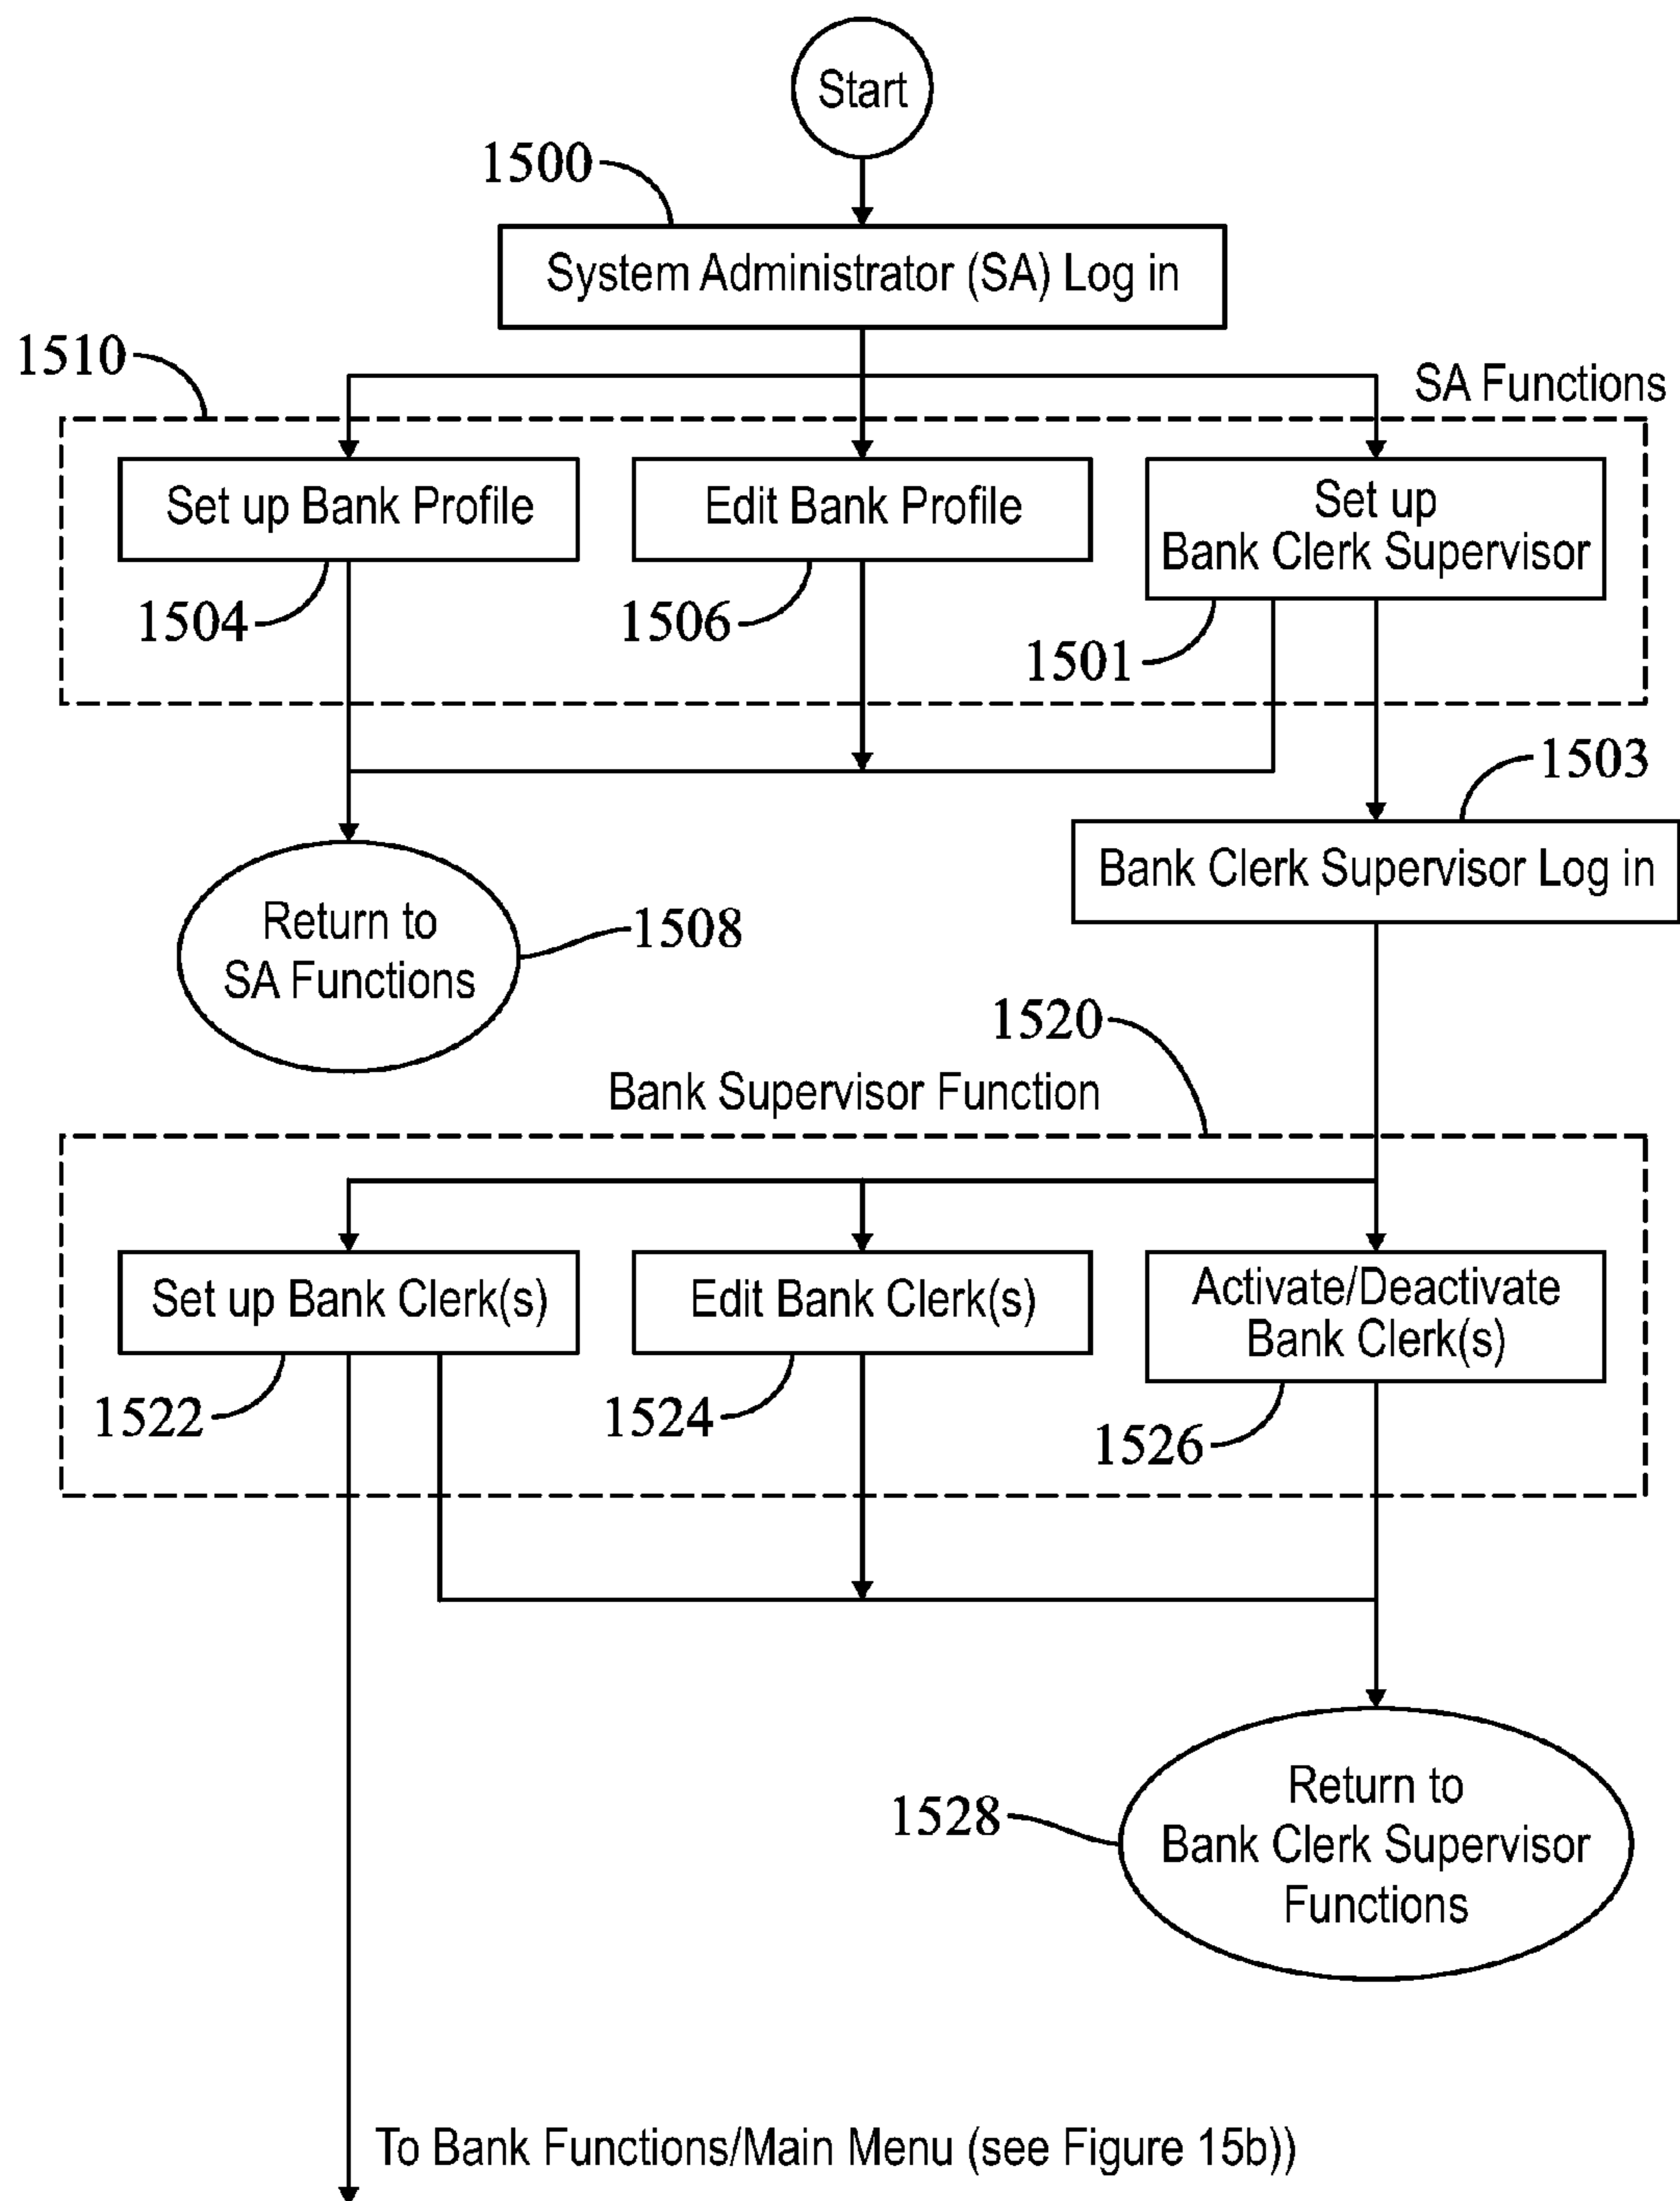 Start
1500
System Administrator (SA) Log in
1510
SA Functions
Set up Bank Profile
Edit Bank Profile
Set up
Bank Clerk Supervisor
1504
1506
1501
1503
Bank Clerk Supervisor Log in
Return to
SA Functions
1508
1520
Bank Supervisor Function
Set up Bank Clerk(s)
Edit Bank Clerk(s)
Activate/Deactivate
Bank Clerk(s)
1522
1524
1526
1528
Return to
Bank Clerk Supervisor
Functions
To Bank Functions/Main Menu (see Figure 15b))